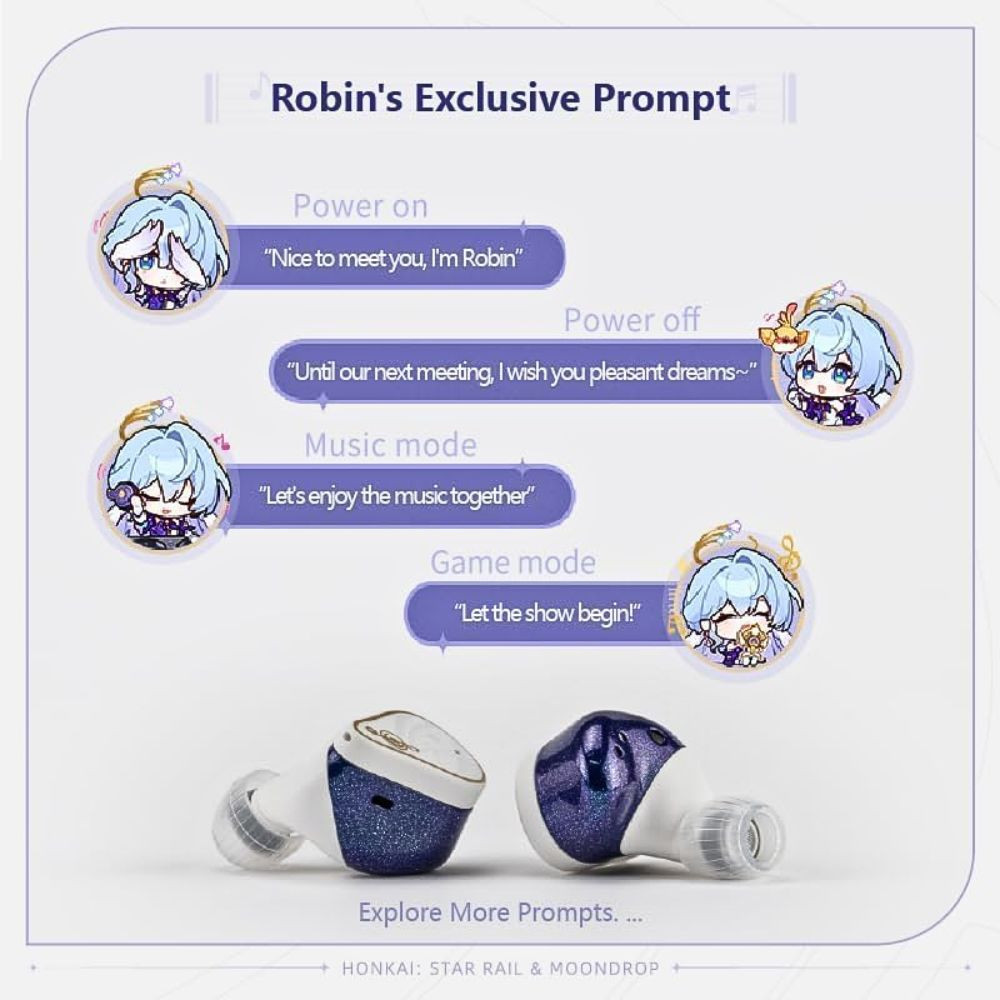 Robin's Exclusive Prompt
Power on
“Nice to meet you, I'm Robin”
Power off
“Until our next meeting, I wish you pleasant dreams~”
Music mode
“Let's enjoy the music together”
Game mode
“Let the show begin!”
Explore More Prompts. ...
HONKAI: STAR RAIL & MOONDROP